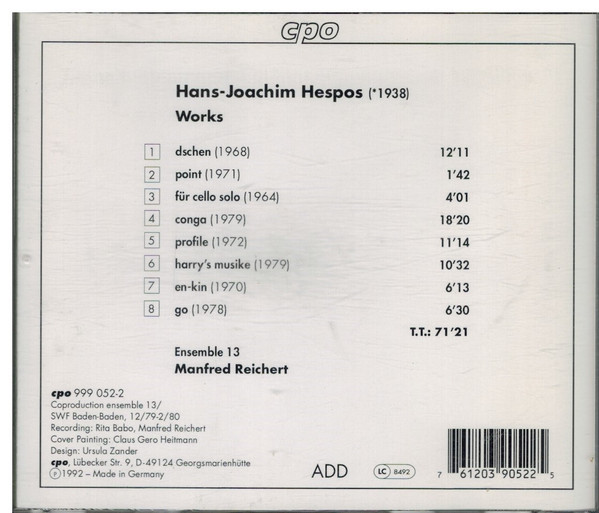 cpo
Hans-Joachim Hespos (*1938)
Works
1 dschen (1968) 12'11
2 point (1971) 1'42
3 für cello solo (1964) 4'01
4 conga (1979) 18'20
5 profile (1972) 11'14
6 harry's musike (1979) 10'32
7 en-kin (1970) 6'13
8 go (1978) 6'30
T.T.: 71'21
Ensemble 13
Manfred Reichert
cpo 999 052-2
Coproduction ensemble 13/
SWF Baden-Baden, 12/79-2/80
Recording: Rita Babo, Manfred Reichert
Cover Painting: Claus Gero Heitmann
Design: Ursula Zander
cpo, Lübecker Str. 9, D-49124 Georgsmarienhütte
℗ 1992 – Made in Germany
ADD
LC 8492
7 61203 90522 5